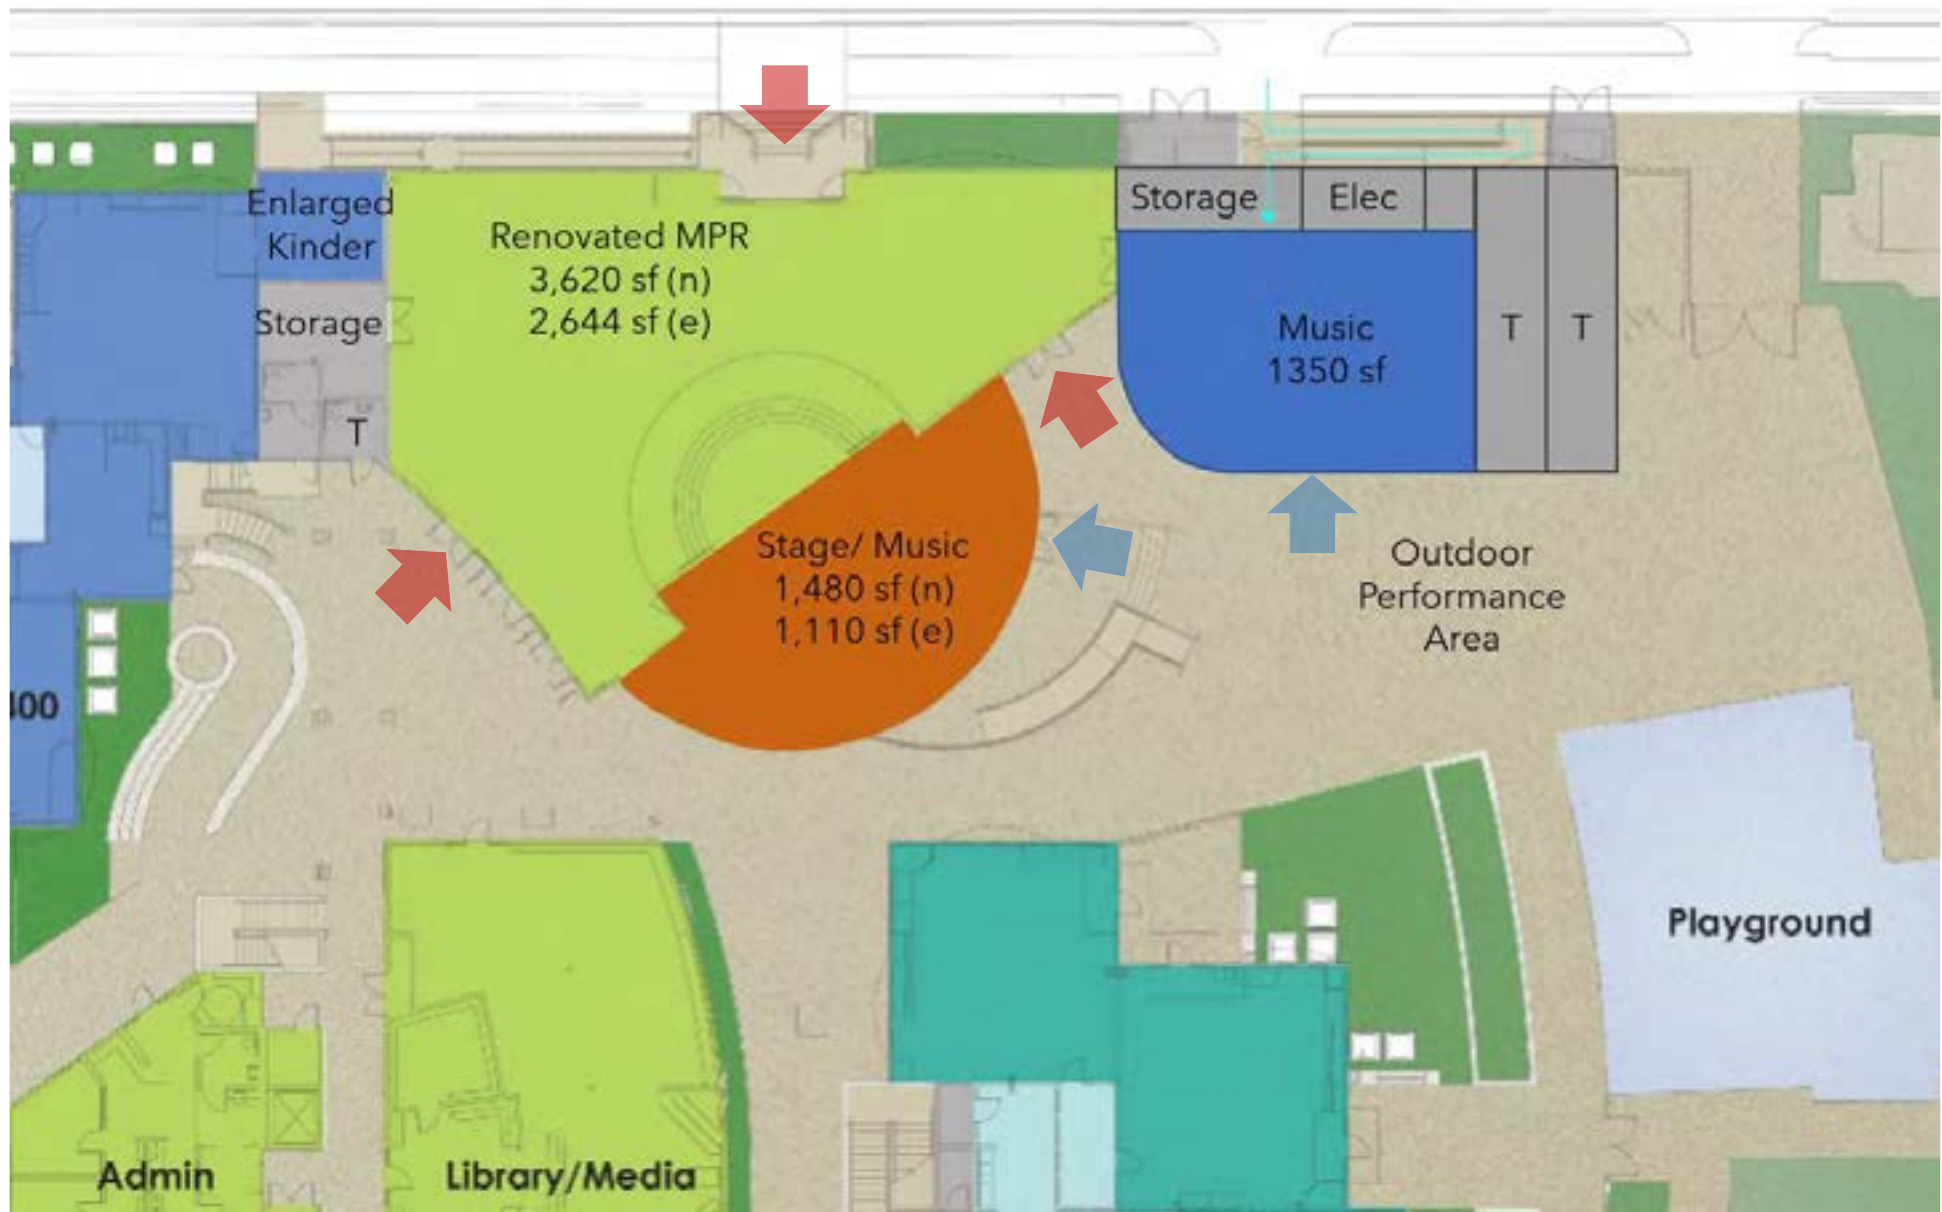 Enlarged
Kinder
Storage
T
Renovated MPR
3,620 sf (n)
2,644 sf (e)
Storage
Elec
Music
1350 sf
T
T
Stage/ Music
1,480 sf (n)
1,110 sf (e)
Outdoor
Performance
Area
400
Playground
Admin
Library/Media